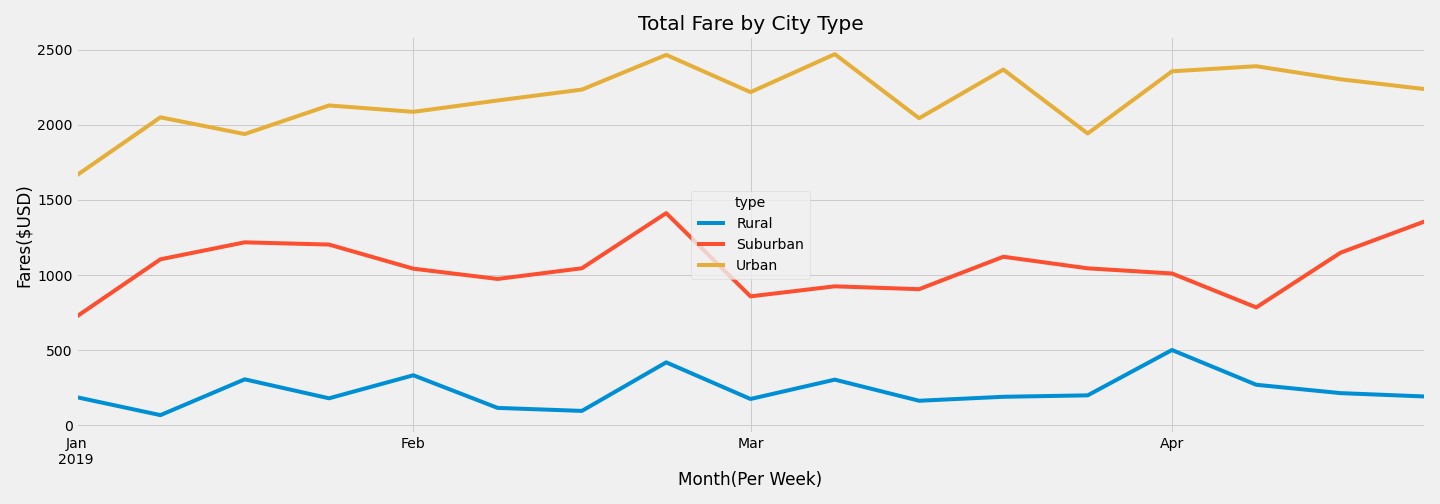 Total Fare by City Type
Fares($USD)
2500
2000
1500
1000
500
0
type
Rural
Suburban
Urban
Jan Feb Mar Apr
2019
Month(Per Week)